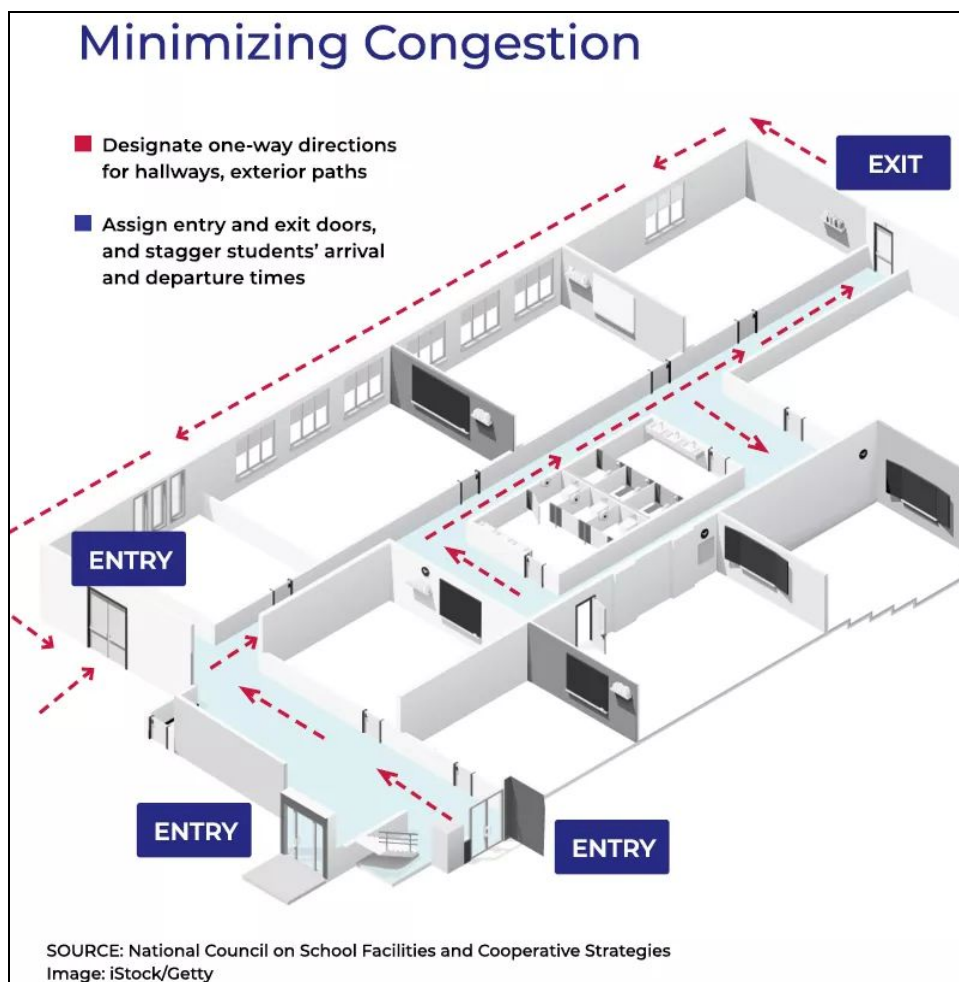 Minimizing Congestion
Designate one-way directions
for hallways, exterior paths
Assign entry and exit doors,
and stagger students’ arrival
and departure times
EXIT
ENTRY
ENTRY
ENTRY
SOURCE: National Council on School Facilities and Cooperative Strategies
Image: iStock/Getty